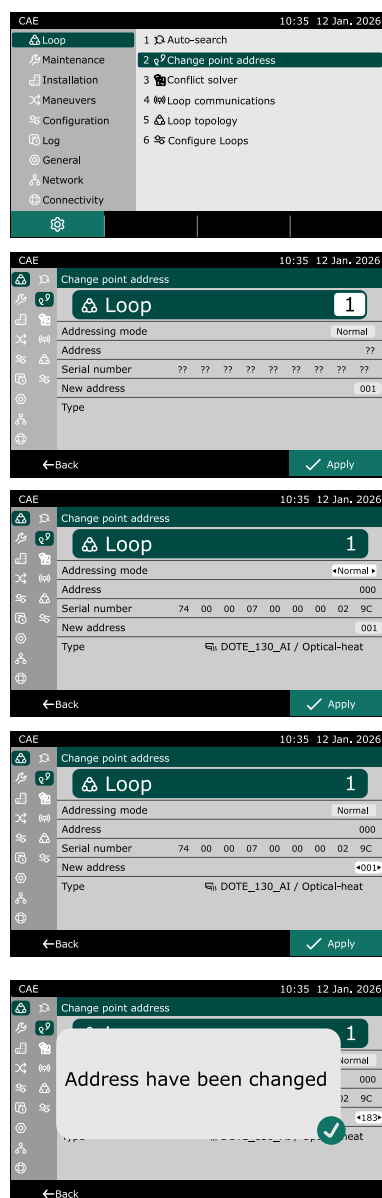 CAE 10:35 12 Jan. 2026
Loop 1 Auto-search
Maintenance 2 Change point address
Installation 3 Conflict solver
Maneuvers 4 Loop communications
Configuration 5 Loop topology
Log 6 Configure Loops
General
Network
Connectivity
CAE 10:35 12 Jan. 2026
Change point address
Loop 1
Addressing mode Normal
Address ??
Serial number ?? ?? ?? ?? ?? ?? ?? ?? ??
New address 001
Type
Back Apply
CAE 10:35 12 Jan. 2026
Change point address
Loop 1
Addressing mode Normal
Address 000
Serial number 74 00 00 07 00 00 00 02 9C
New address 001
Type DOTE_130_AI / Optical-heat
Back Apply
CAE 10:35 12 Jan. 2026
Change point address
Loop 1
Addressing mode Normal
Address 000
Serial number 74 00 00 07 00 00 00 02 9C
New address 001
Type DOTE_130_AI / Optical-heat
Back Apply
CAE 10:35 12 Jan. 2026
Change point address
1
Normal
000
Address have been changed
02 9C
183
Back